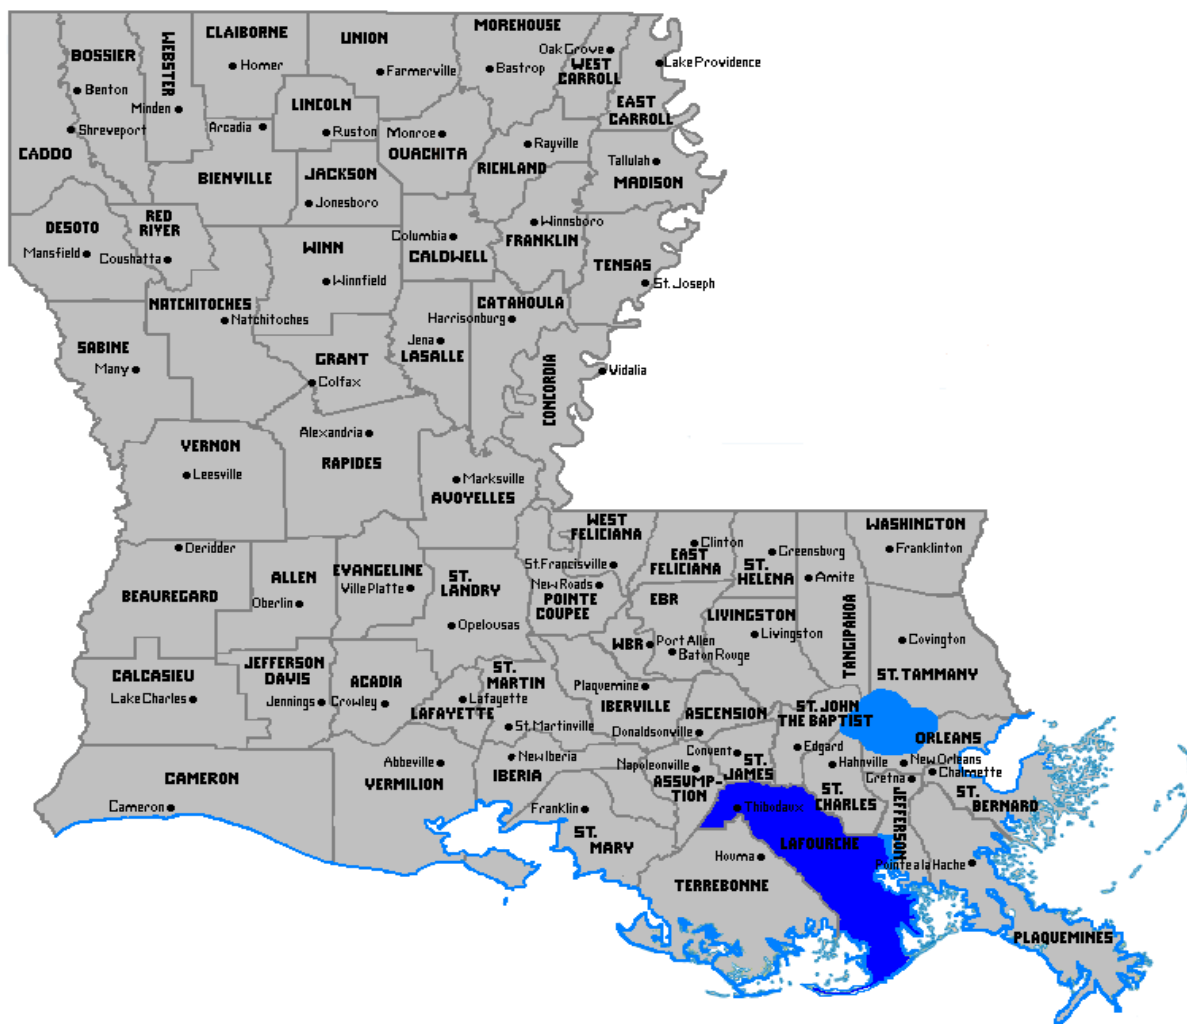 MOREHOUSE
CLAIBORNE
UNION
WEBSTER
BOSSIER
Oak Grove
WEST
CARROLL
Lake Providence
Homer
Farmerville
Bastrop
Benton
Minden
LINCOLN
EAST
CARROLL
Shreveport
Arcadia
Ruston
Monroe
OUACHITA
Rayville
CADDO
RICHLAND
Tallulah
MADISON
BIENVILLE
JACKSON
Jonesboro
RED
RIVER
DESOTO
Winnsboro
FRANKLIN
Columbia
CALDWELL
WINN
Mansfield
Coushatta
TENSAS
Winnfield
St. Joseph
NATCHITOCHES
Natchitoches
CATAHOULA
Harrisonburg
SABINE
Many
GRANT
Colfax
Jena
LASALLE
CONCORDIA
Vidalia
Alexandria
VERNON
RAPIDES
Leesville
Marksville
AVOYELLES
WEST
FELICIANA
WASHINGTON
Deridder
Clinton
Greensburg
Franklinton
EAST
FELICIANA
St. Francisville
ST.
HELENA
Amite
ALLEN
EVANGELINE
Ville Platte
ST.
LANDRY
New Roads
POINTE
COUPEE
EBR
BEAUREGARD
Oberlin
LIVINGSTON
TANGIPAHOA
Opelousas
Livingston
WBR
Port Allen
Baton Rouge
Covington
ST. TAMMANY
CALCASIEU
JEFFERSON
DAVIS
ACADIA
ST.
MARTIN
Plaquemine
IBERVILLE
Lake Charles
Jennings
Crowley
Lafayette
LAFAYETTE
ASCENSION
ST. JOHN
THE BAPTIST
St. Martinville
Donaldsonville
ORLEANS
Convent
Edgard
Abbeville
New Iberia
IBERIA
Napoleonville
ST.
JAMES
Hahnville
New Orleans
Chalmette
CAMERON
VERMILION
ASSUMP-
TION
Gretna
ST.
CHARLES
JEFFERSON
ST.
BERNARD
Cameron
Franklin
Thibodaux
ST.
MARY
LAFOURCHE
Houma
Pointe a la Hache
TERREBONNE
PLAQUEMINES